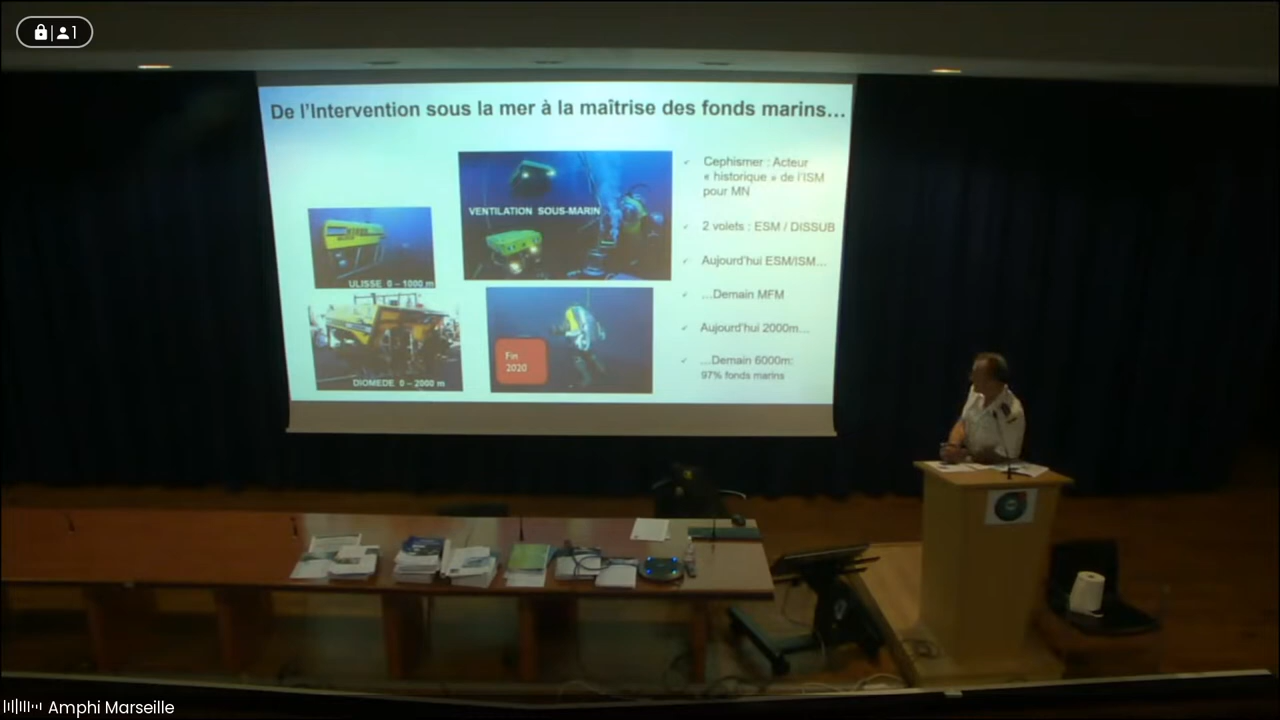 1
De l'Intervention sous la mer à la maîtrise des fonds marins...
VENTILATION SOUS-MARIN
ULISSE 0 – 1000 m
DIOMEDE 0 – 2000 m
Fin
2020
✓ Cephismer : Acteur
« historique » de l'ISM
pour MN
✓ 2 volets : ESM / DISSUB
✓ Aujourd'hui ESM/ISM...
✓ ...Demain MFM
✓ Aujourd'hui 2000m...
✓ ...Demain 6000m:
97% fonds marins
Amphi Marseille